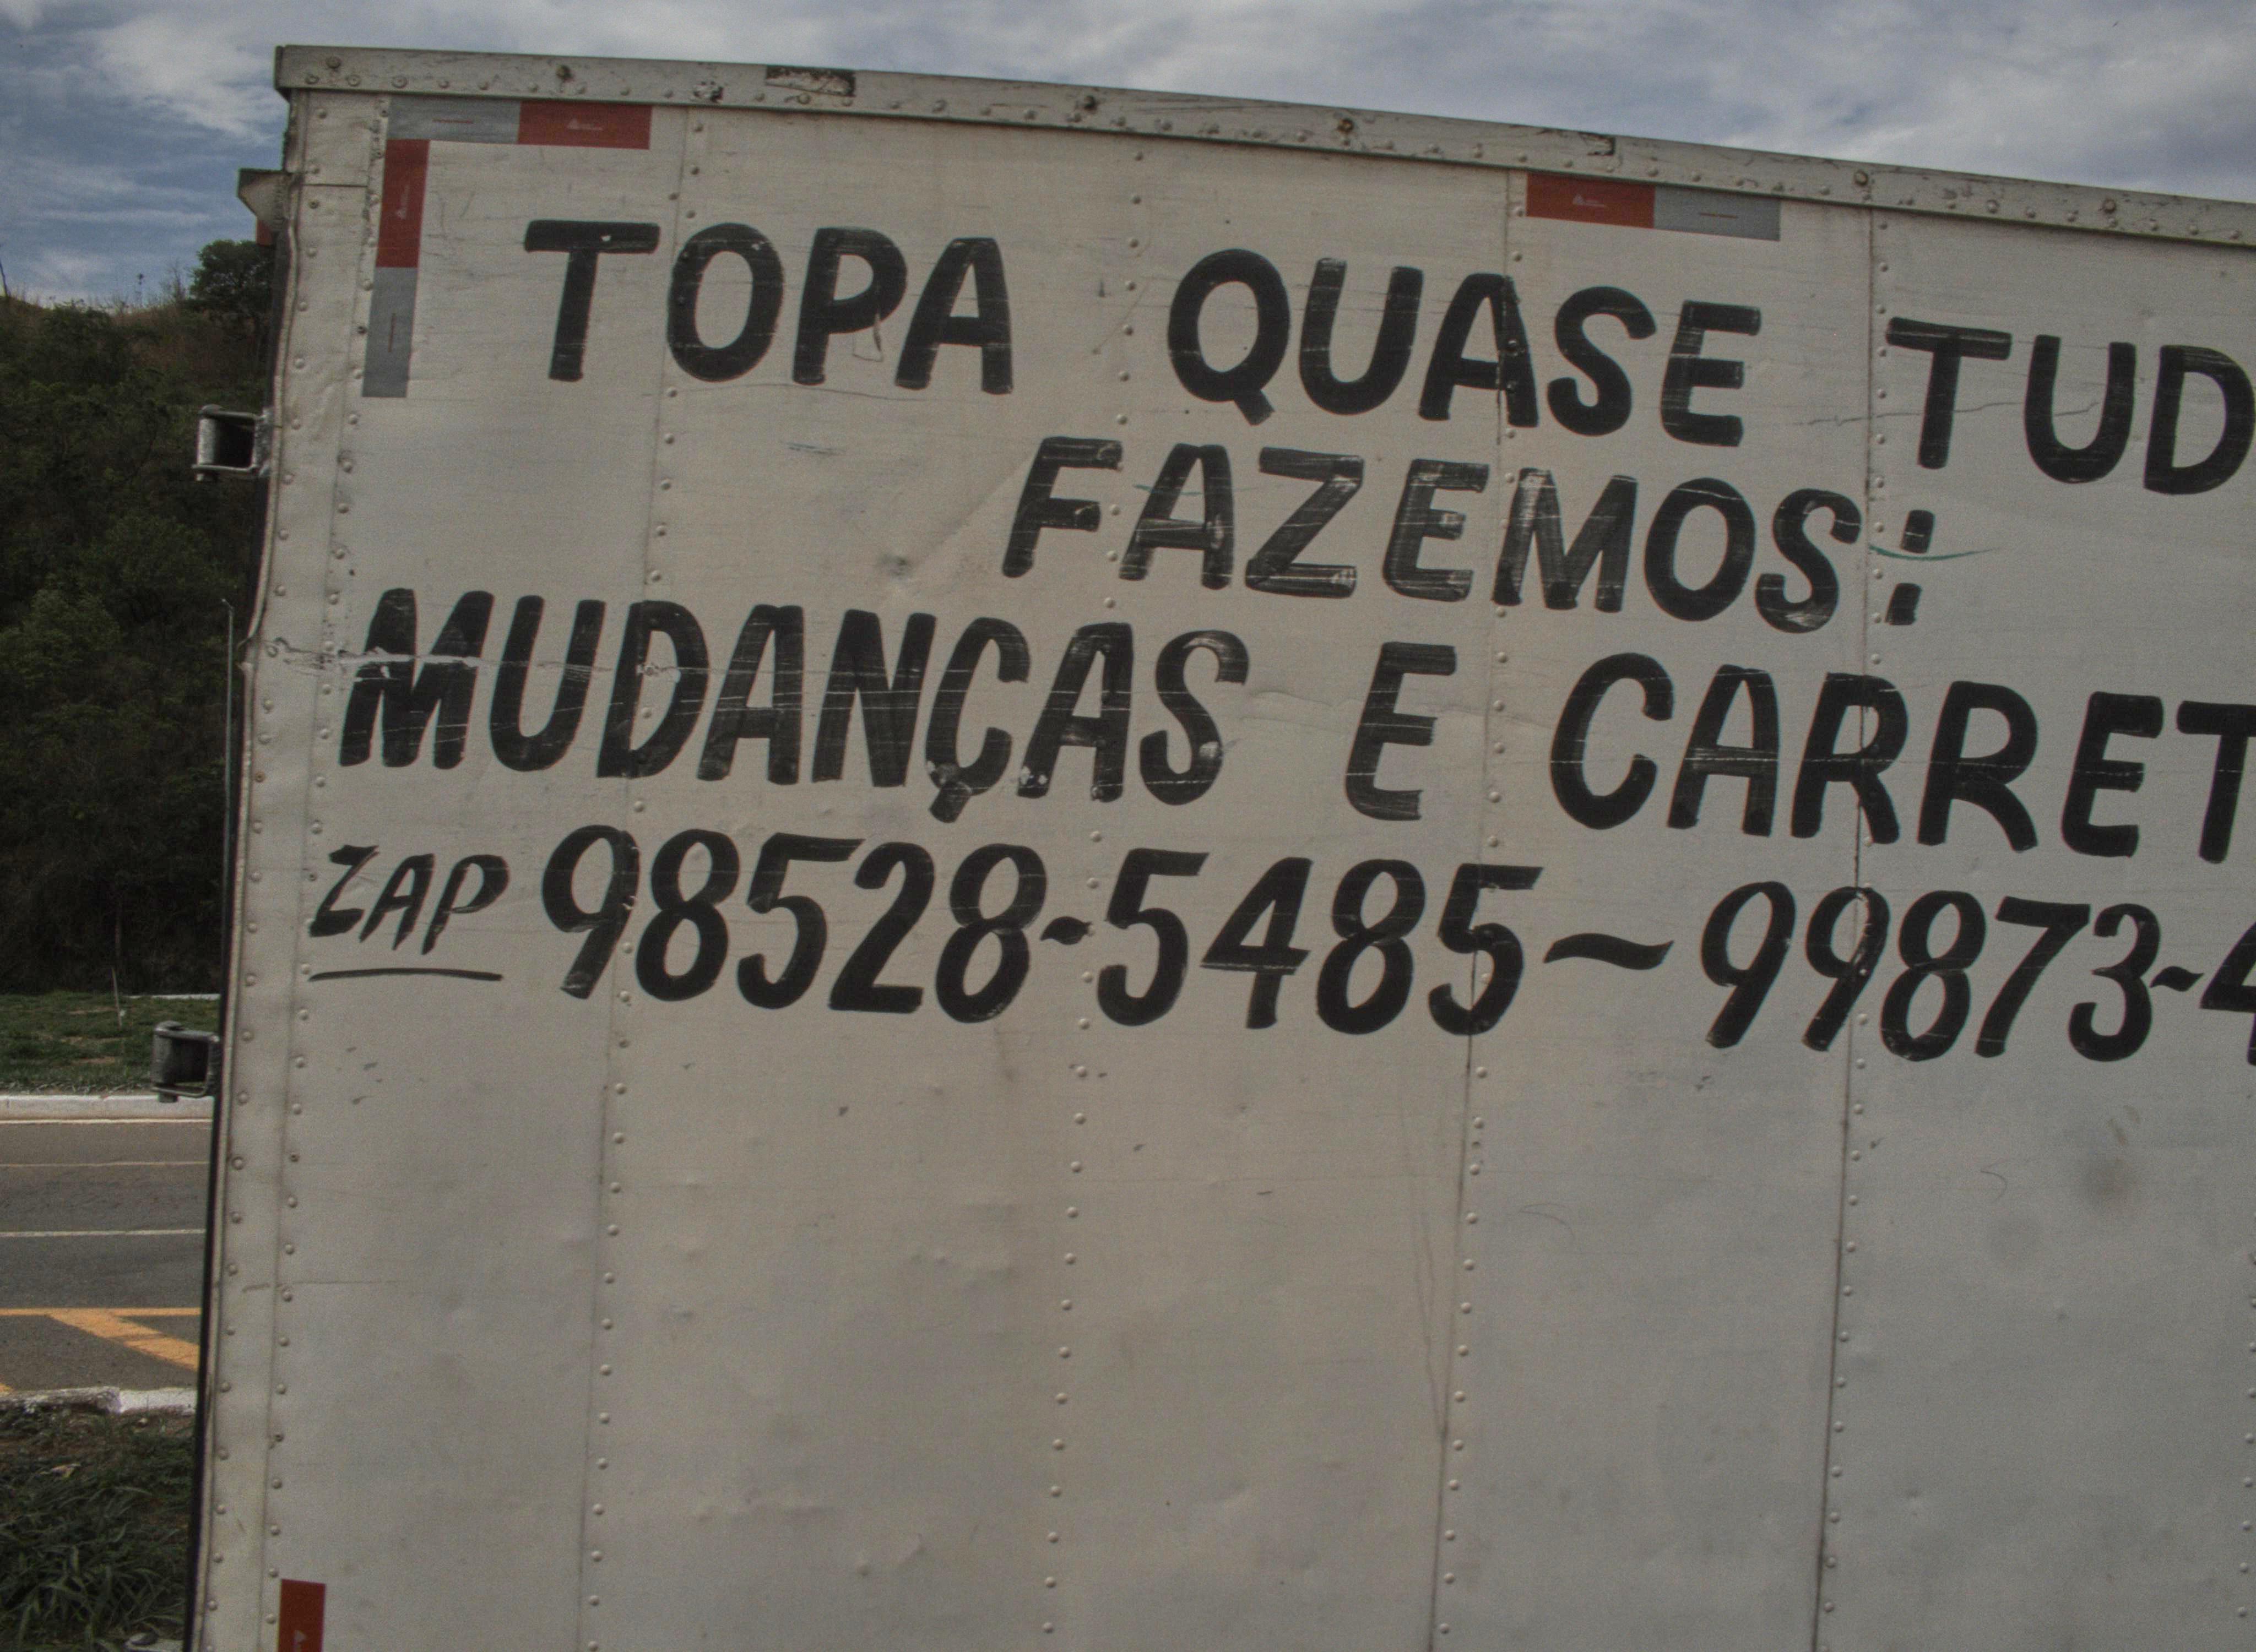 TOPA QUASE TUD
FAZEMOS:
MUDANÇAS E CARRET
ZAP 98528-5485~99873-4